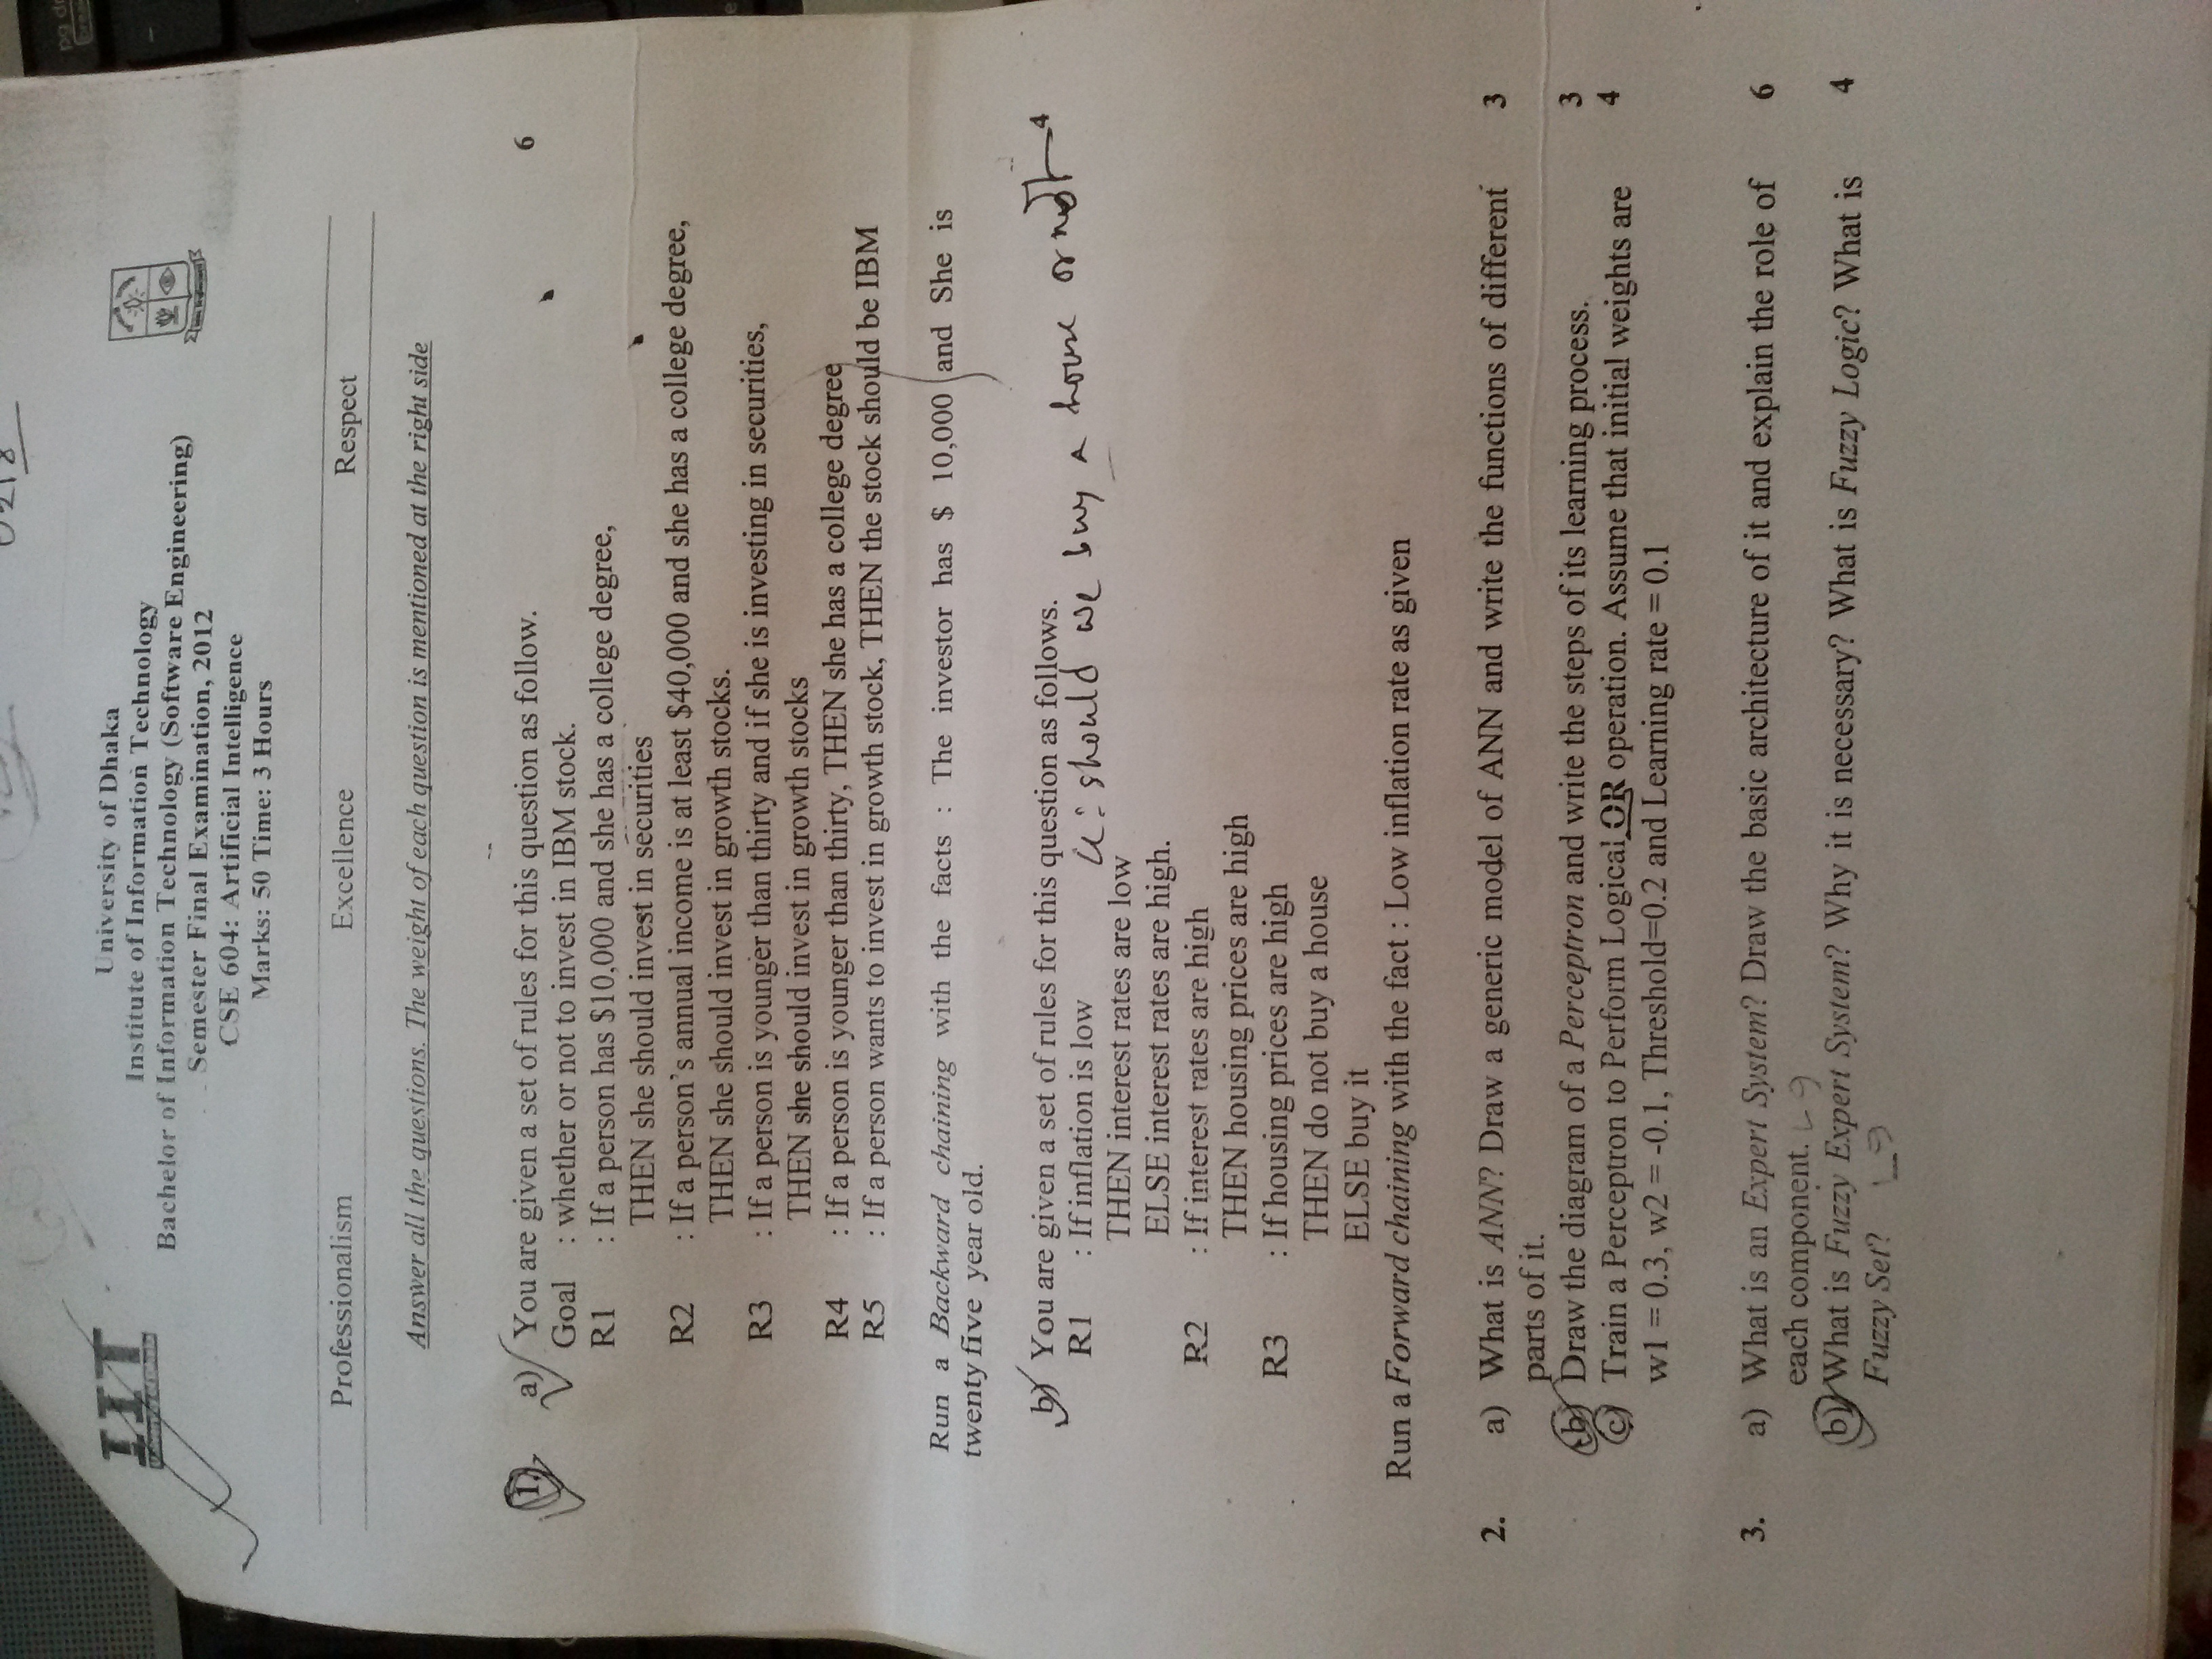 0218
IIT
University of Dhaka
Institute of Information Technology
Bachelor of Information Technology (Software Engineering)
Semester Final Examination, 2012
CSE 604: Artificial Intelligence
Marks: 50 Time: 3 Hours
Professionalism Excellence Respect
Answer all the questions. The weight of each question is mentioned at the right side
1. a) You are given a set of rules for this question as follow. 6
Goal : whether or not to invest in IBM stock.
R1 : If a person has $10,000 and she has a college degree,
THEN she should invest in securities
R2 : If a person's annual income is at least $40,000 and she has a college degree,
THEN she should invest in growth stocks.
R3 : If a person is younger than thirty and if she is investing in securities,
THEN she should invest in growth stocks
R4 : If a person is younger than thirty, THEN she has a college degree
R5 : If a person wants to invest in growth stock, THEN the stock should be IBM
Run a Backward chaining with the facts : The investor has $ 10,000 and She is
twenty five year old.
b) You are given a set of rules for this question as follows. 4
R1 : If inflation is low should we buy a house or not
THEN interest rates are low
ELSE interest rates are high.
R2 : If interest rates are high
THEN housing prices are high
R3 : If housing prices are high
THEN do not buy a house
ELSE buy it
Run a Forward chaining with the fact : Low inflation rate as given
2. a) What is ANN? Draw a generic model of ANN and write the functions of different 3
parts of it.
b) Draw the diagram of a Perceptron and write the steps of its learning process. 3
c) Train a Perceptron to Perform Logical OR operation. Assume that initial weights are 4
w1 = 0.3, w2 = -0.1, Threshold=0.2 and Learning rate = 0.1
3. a) What is an Expert System? Draw the basic architecture of it and explain the role of 6
each component. L9
b) What is Fuzzy Expert System? Why it is necessary? What is Fuzzy Logic? What is 4
Fuzzy Set? L9